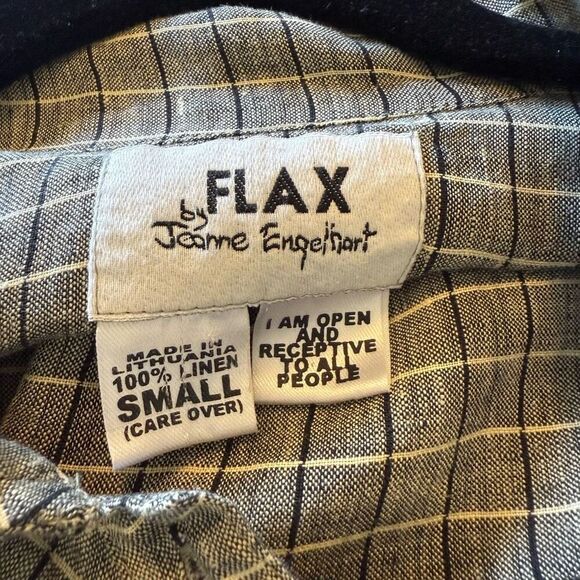 FLAX
by
Jeanne Engelhart
MADE IN
LITHUANIA
100% LINEN
SMALL
(CARE OVER)
I AM OPEN
AND
RECEPTIVE
TO ALL
PEOPLE